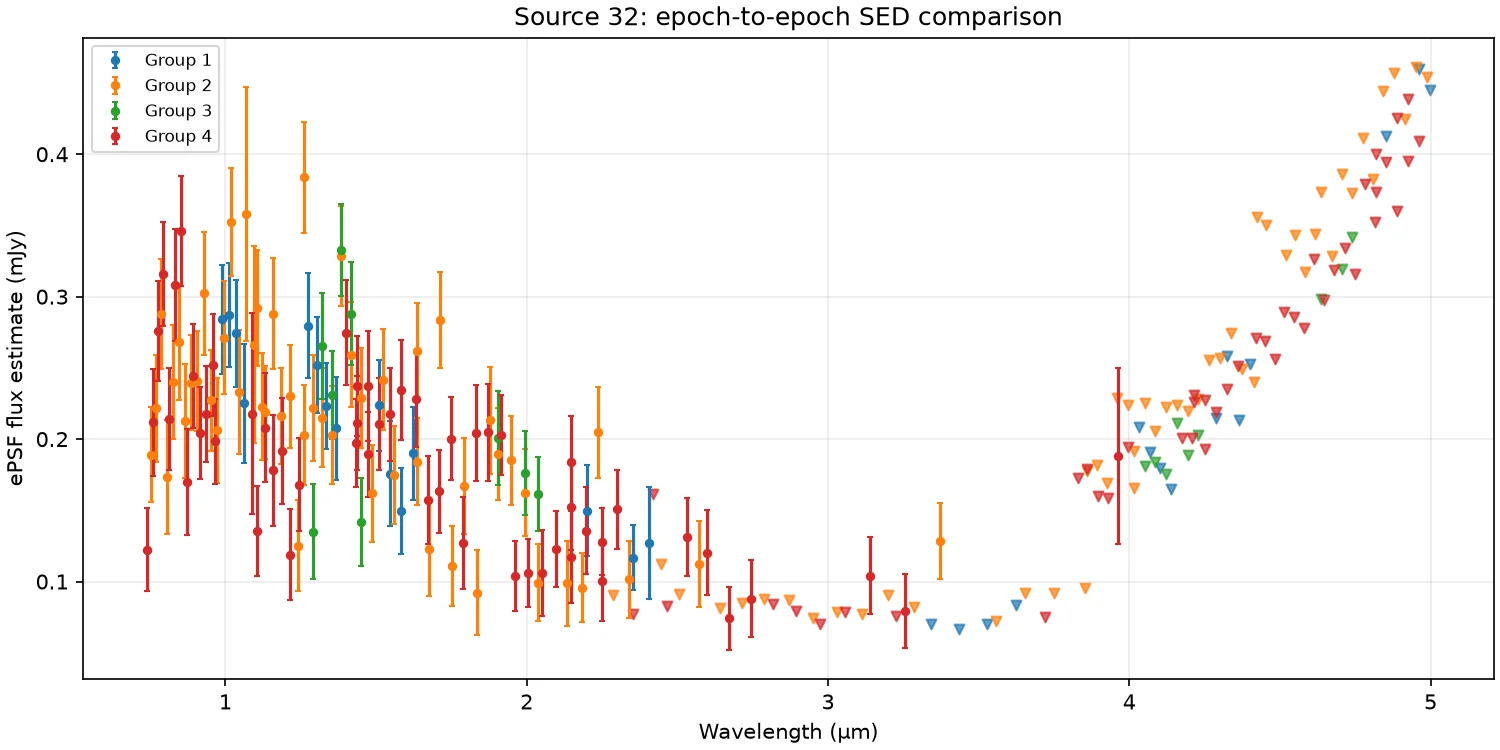 Source 32: epoch-to-epoch SED comparison
Group 1
Group 2
Group 3
Group 4
ePSF flux estimate (mJy)
0.4
0.3
0.2
0.1
1 2 3 4 5
Wavelength (μm)